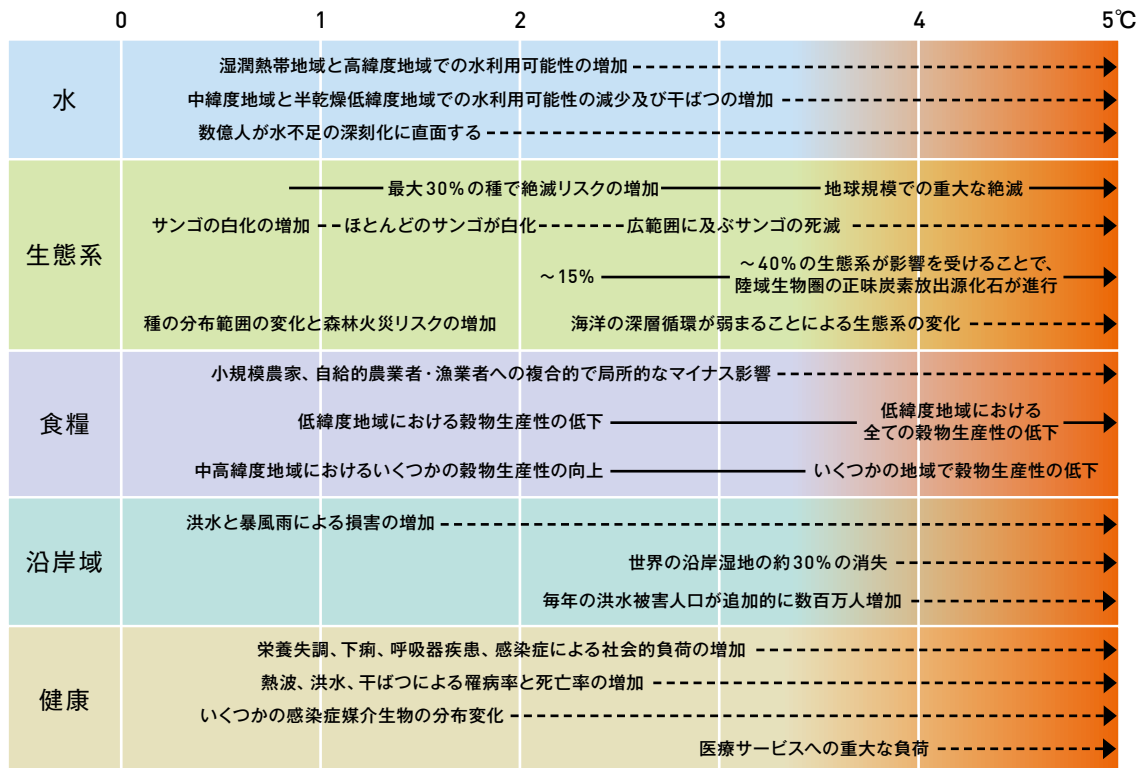 0 1 2 3 4 5℃
水
湿潤熱帯地域と高緯度地域での水利用可能性の増加
中緯度地域と半乾燥低緯度地域での水利用可能性の減少及び干ばつの増加
数億人が水不足の深刻化に直面する
生態系
最大30%の種で絶滅リスクの増加 地球規模での重大な絶滅
サンゴの白化の増加 ほとんどのサンゴが白化 広範囲に及ぶサンゴの死滅
～15% ～40%の生態系が影響を受けることで、
陸域生物圏の正味炭素放出源化石が進行
種の分布範囲の変化と森林火災リスクの増加 海洋の深層循環が弱まることによる生態系の変化
食糧
小規模農家、自給的農業者・漁業者への複合的で局所的なマイナス影響
低緯度地域における穀物生産性の低下 低緯度地域における
全ての穀物生産性の低下
中高緯度地域におけるいくつかの穀物生産性の向上 いくつかの地域で穀物生産性の低下
沿岸域
洪水と暴風雨による損害の増加
世界の沿岸湿地の約30%の消失
毎年の洪水被害人口が追加的に数百万人増加
健康
栄養失調、下痢、呼吸器疾患、感染症による社会的負荷の増加
熱波、洪水、干ばつによる罹病率と死亡率の増加
いくつかの感染症媒介生物の分布変化
医療サービスへの重大な負荷